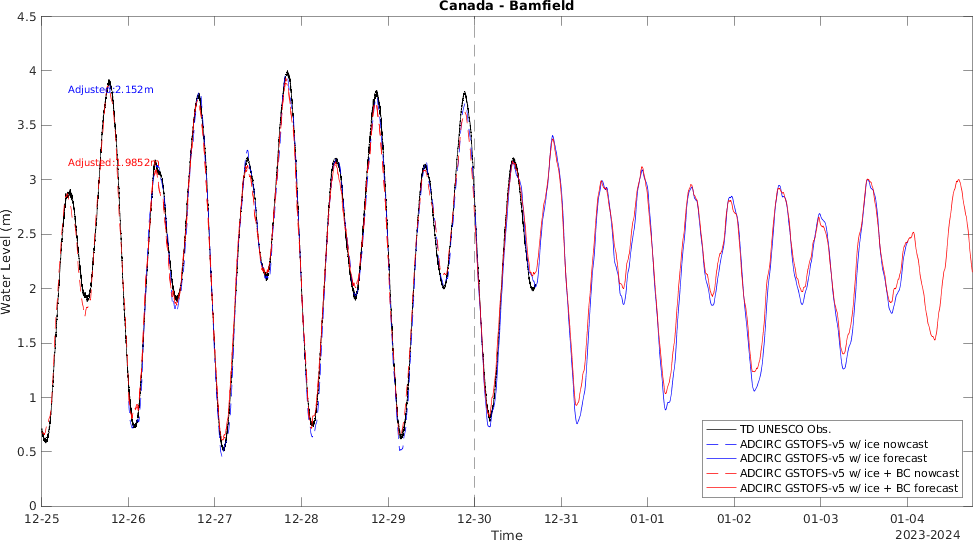 Canada - Bamfield
4.5
4
3.5
3
2.5
2
1.5
1
0.5
0
Water Level (m)
Adjusted:2.152m
Adjusted:1.9852m
TD UNESCO Obs.
ADCIRC GSTOFS-v5 w/ ice nowcast
ADCIRC GSTOFS-v5 w/ ice forecast
ADCIRC GSTOFS-v5 w/ ice + BC nowcast
ADCIRC GSTOFS-v5 w/ ice + BC forecast
12-25 12-26 12-27 12-28 12-29 12-30 12-31 01-01 01-02 01-03 01-04
Time
2023-2024